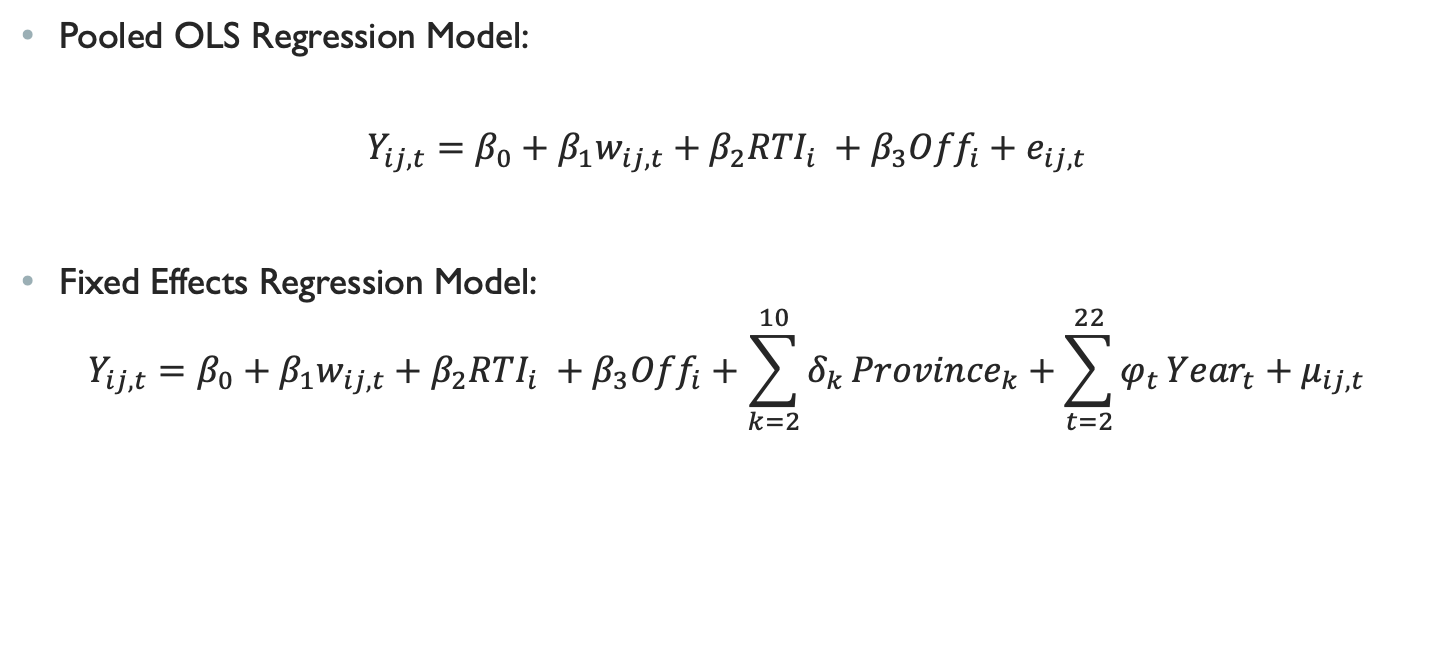 • Pooled OLS Regression Model:
Y_{ij,t} = β_0 + β_1 w_{ij,t} + β_2 RTI_i + β_3 Off_i + e_{ij,t}
• Fixed Effects Regression Model:
Y_{ij,t} = β_0 + β_1 w_{ij,t} + β_2 RTI_i + β_3 Off_i + ∑_{k=2}^{10} δ_k Province_k + ∑_{t=2}^{22} φ_t Year_t + μ_{ij,t}